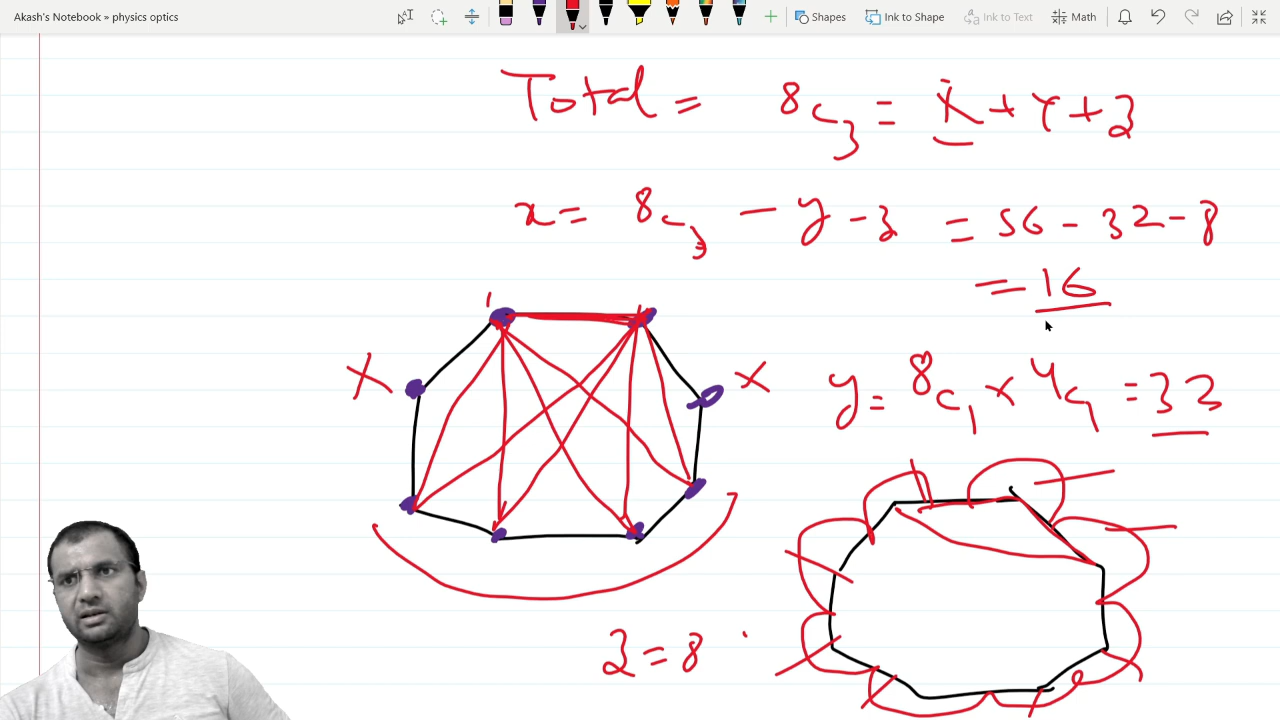 Akash's Notebook » physics optics
Shapes
Ink to Shape
Ink to Text
Math
Total = 8c3 = X + Y + Z
x = 8c3 - y - z = 56 - 32 - 8
= 16
X
X
y = 8c1 × 4c1 = 32
z = 8